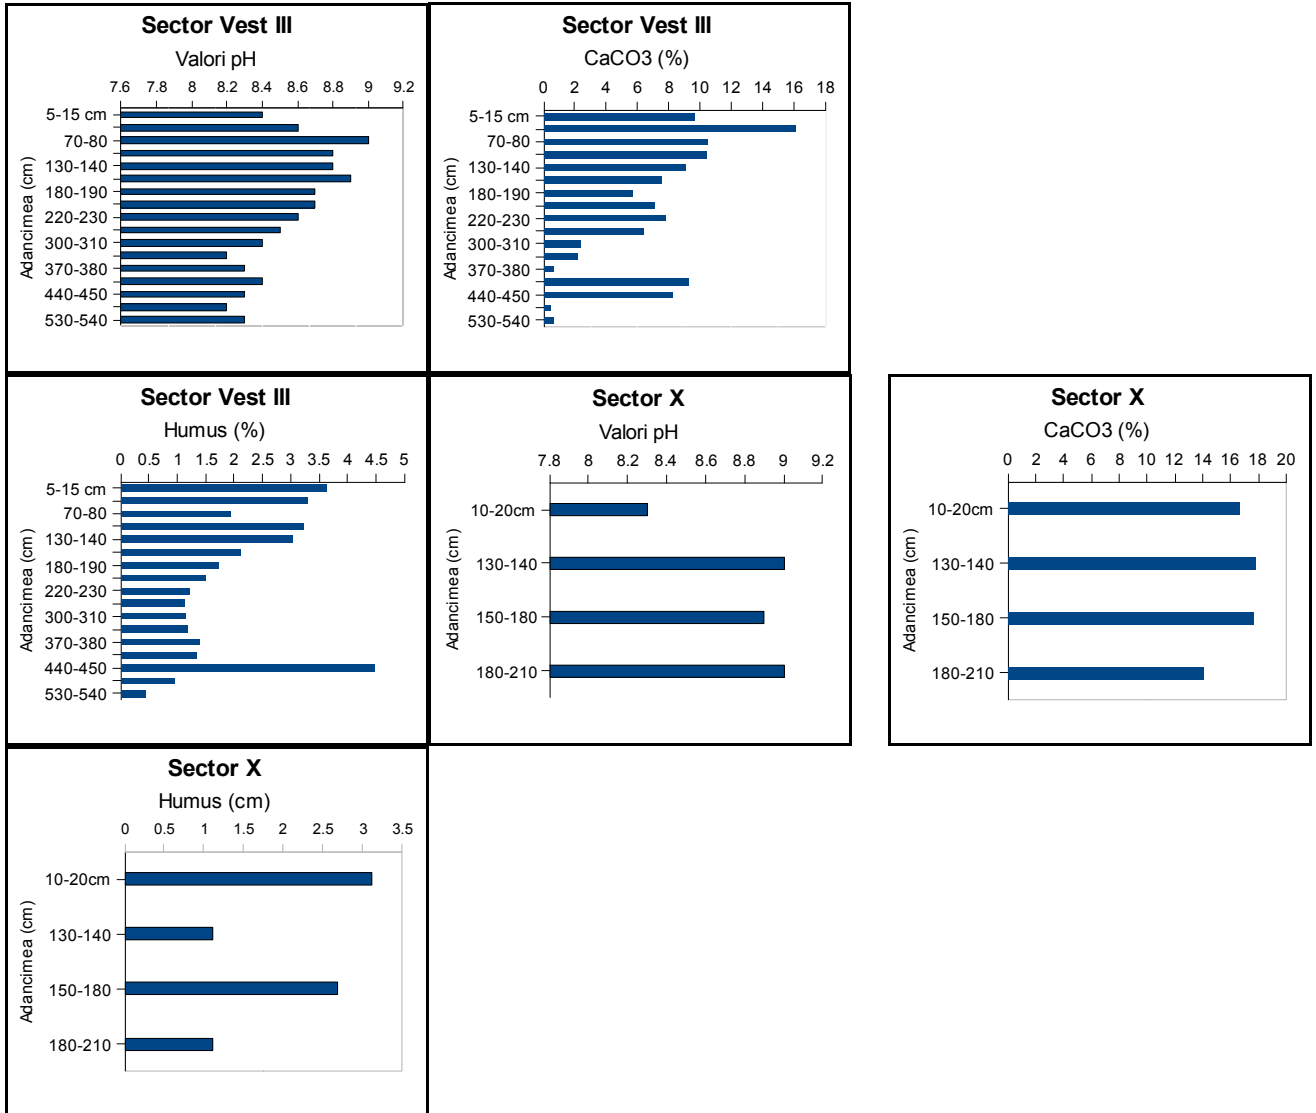 Sector Vest III
Valori pH
7.6 7.8 8 8.2 8.4 8.6 8.8 9 9.2
5-15 cm
70-80
130-140
180-190
220-230
300-310
370-380
440-450
530-540
Adancimea (cm)
Sector Vest III
CaCO3 (%)
0 2 4 6 8 10 12 14 16 18
5-15 cm
70-80
130-140
180-190
220-230
300-310
370-380
440-450
530-540
Adancimea (cm)
Sector Vest III
Humus (%)
0 0.5 1 1.5 2 2.5 3 3.5 4 4.5 5
5-15 cm
70-80
130-140
180-190
220-230
300-310
370-380
440-450
530-540
Adancimea (cm)
Sector X
Valori pH
7.8 8 8.2 8.4 8.6 8.8 9 9.2
10-20cm
130-140
150-180
180-210
Adancimea (cm)
Sector X
CaCO3 (%)
0 2 4 6 8 10 12 14 16 18 20
10-20cm
130-140
150-180
180-210
Adancimea (cm)
Sector X
Humus (cm)
0 0.5 1 1.5 2 2.5 3 3.5
10-20cm
130-140
150-180
180-210
Adancimea (cm)